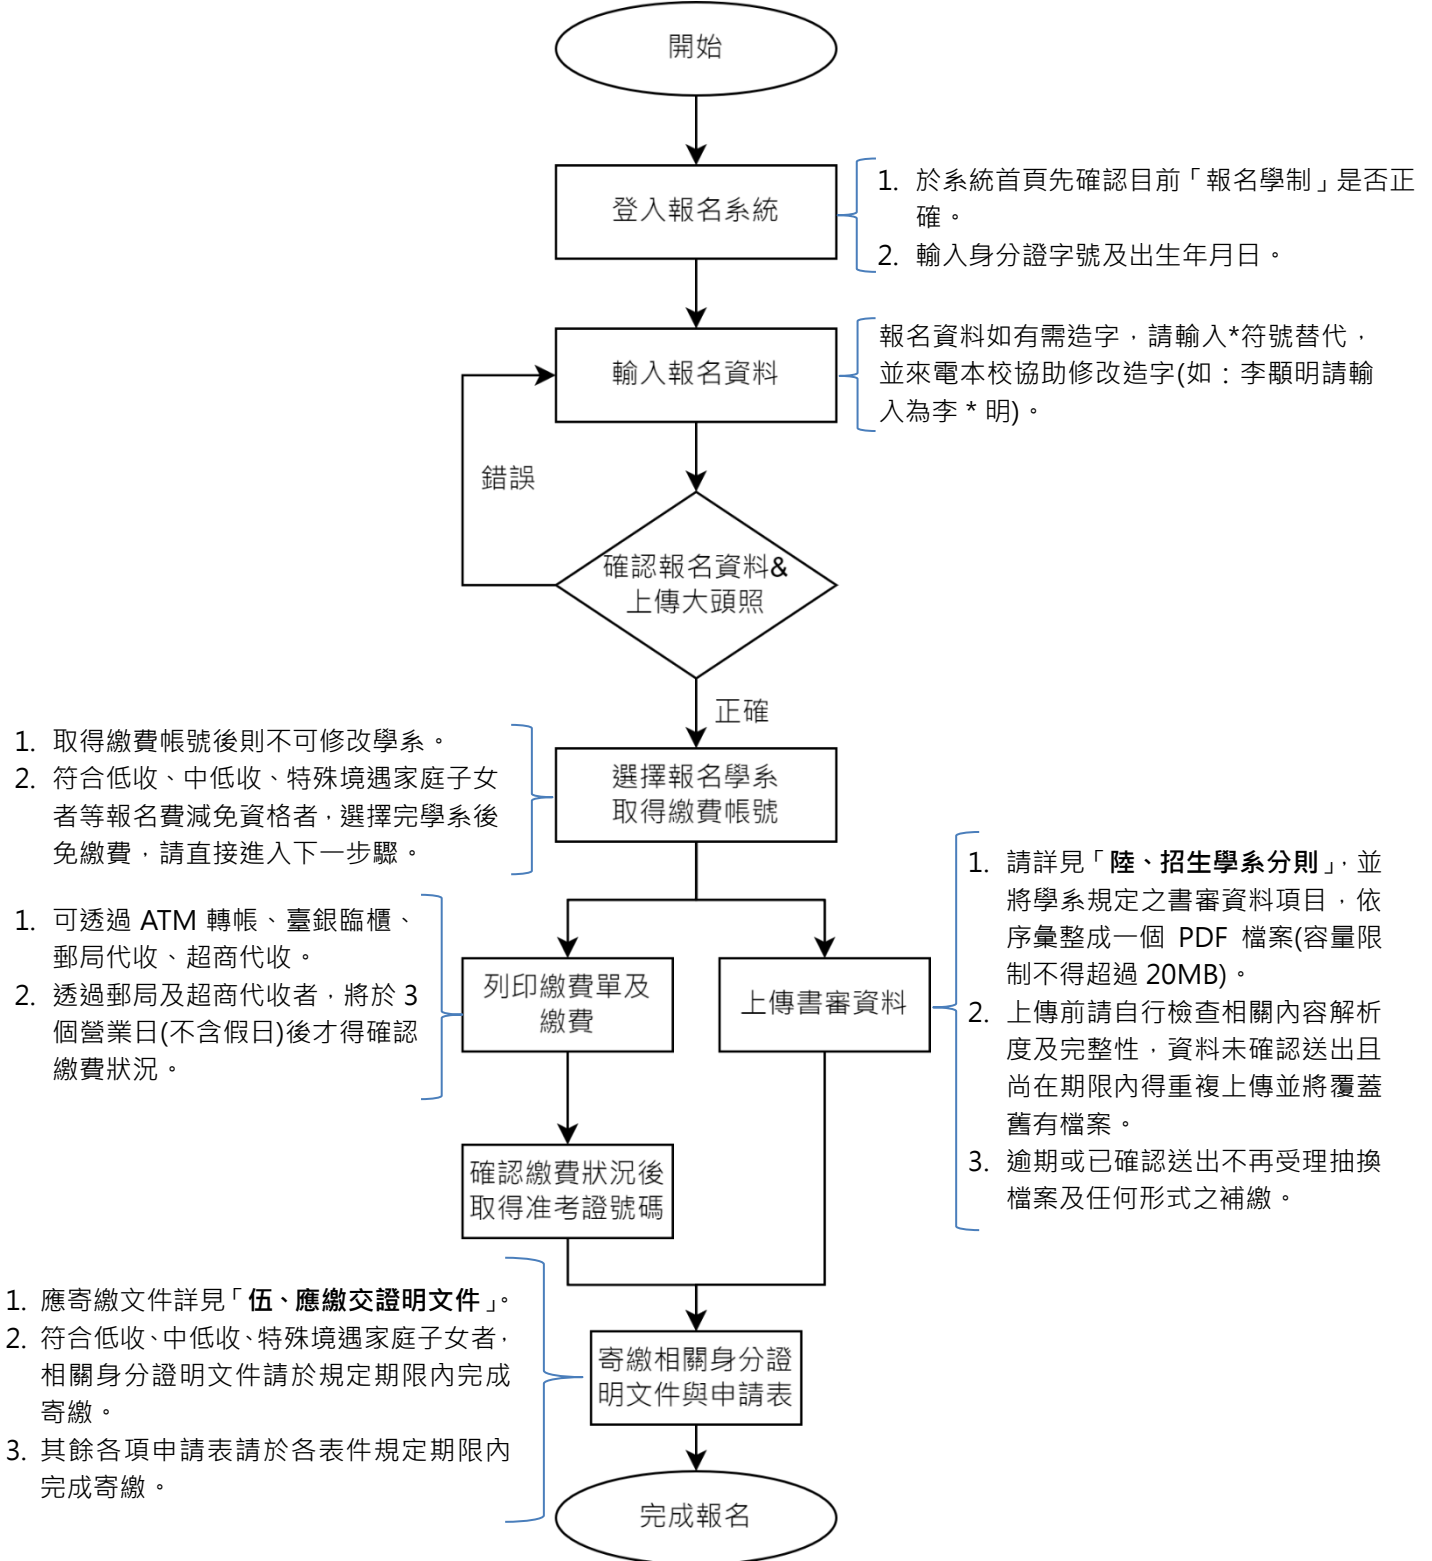 開始
登入報名系統
1. 於系統首頁先確認目前「報名學制」是否正
確。
2. 輸入身分證字號及出生年月日。
輸入報名資料
報名資料如有需造字，請輸入*符號替代，
並來電本校協助修改造字(如：李顒明請輸
入為李＊明)。
錯誤
確認報名資料&
上傳大頭照
正確
1. 取得繳費帳號後則不可修改學系。
2. 符合低收、中低收、特殊境遇家庭子女
者等報名費減免資格者，選擇完學系後
免繳費，請直接進入下一步驟。
選擇報名學系
取得繳費帳號
1. 可透過 ATM 轉帳、臺銀臨櫃、
郵局代收、超商代收。
2. 透過郵局及超商代收者，將於 3
個營業日(不含假日)後才得確認
繳費狀況。
列印繳費單及
繳費
上傳書審資料
1. 請詳見「陸、招生學系分則」，並
將學系規定之書審資料項目，依
序彙整成一個 PDF 檔案(容量限
制不得超過 20MB)。
2. 上傳前請自行檢查相關內容解析
度及完整性，資料未確認送出且
尚在期限內得重複上傳並將覆蓋
舊有檔案。
3. 逾期或已確認送出不再受理抽換
檔案及任何形式之補繳。
確認繳費狀況後
取得准考證號碼
1. 應寄繳文件詳見「伍、應繳交證明文件」。
2. 符合低收、中低收、特殊境遇家庭子女者，
相關身分證明文件請於規定期限內完成
寄繳。
3. 其餘各項申請表請於各表件規定期限內
完成寄繳。
寄繳相關身分證
明文件與申請表
完成報名